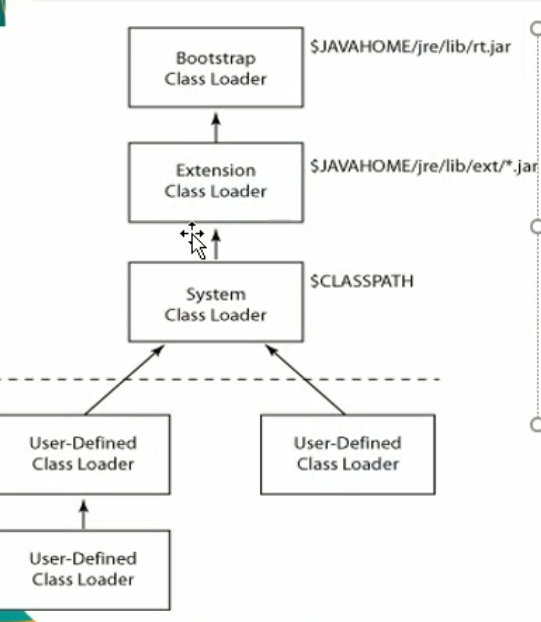 Bootstrap
Class Loader
$JAVAHOME/jre/lib/rt.jar
Extension
Class Loader
$JAVAHOME/jre/lib/ext/*.jar
System
Class Loader
$CLASSPATH
User-Defined
Class Loader
User-Defined
Class Loader
User-Defined
Class Loader